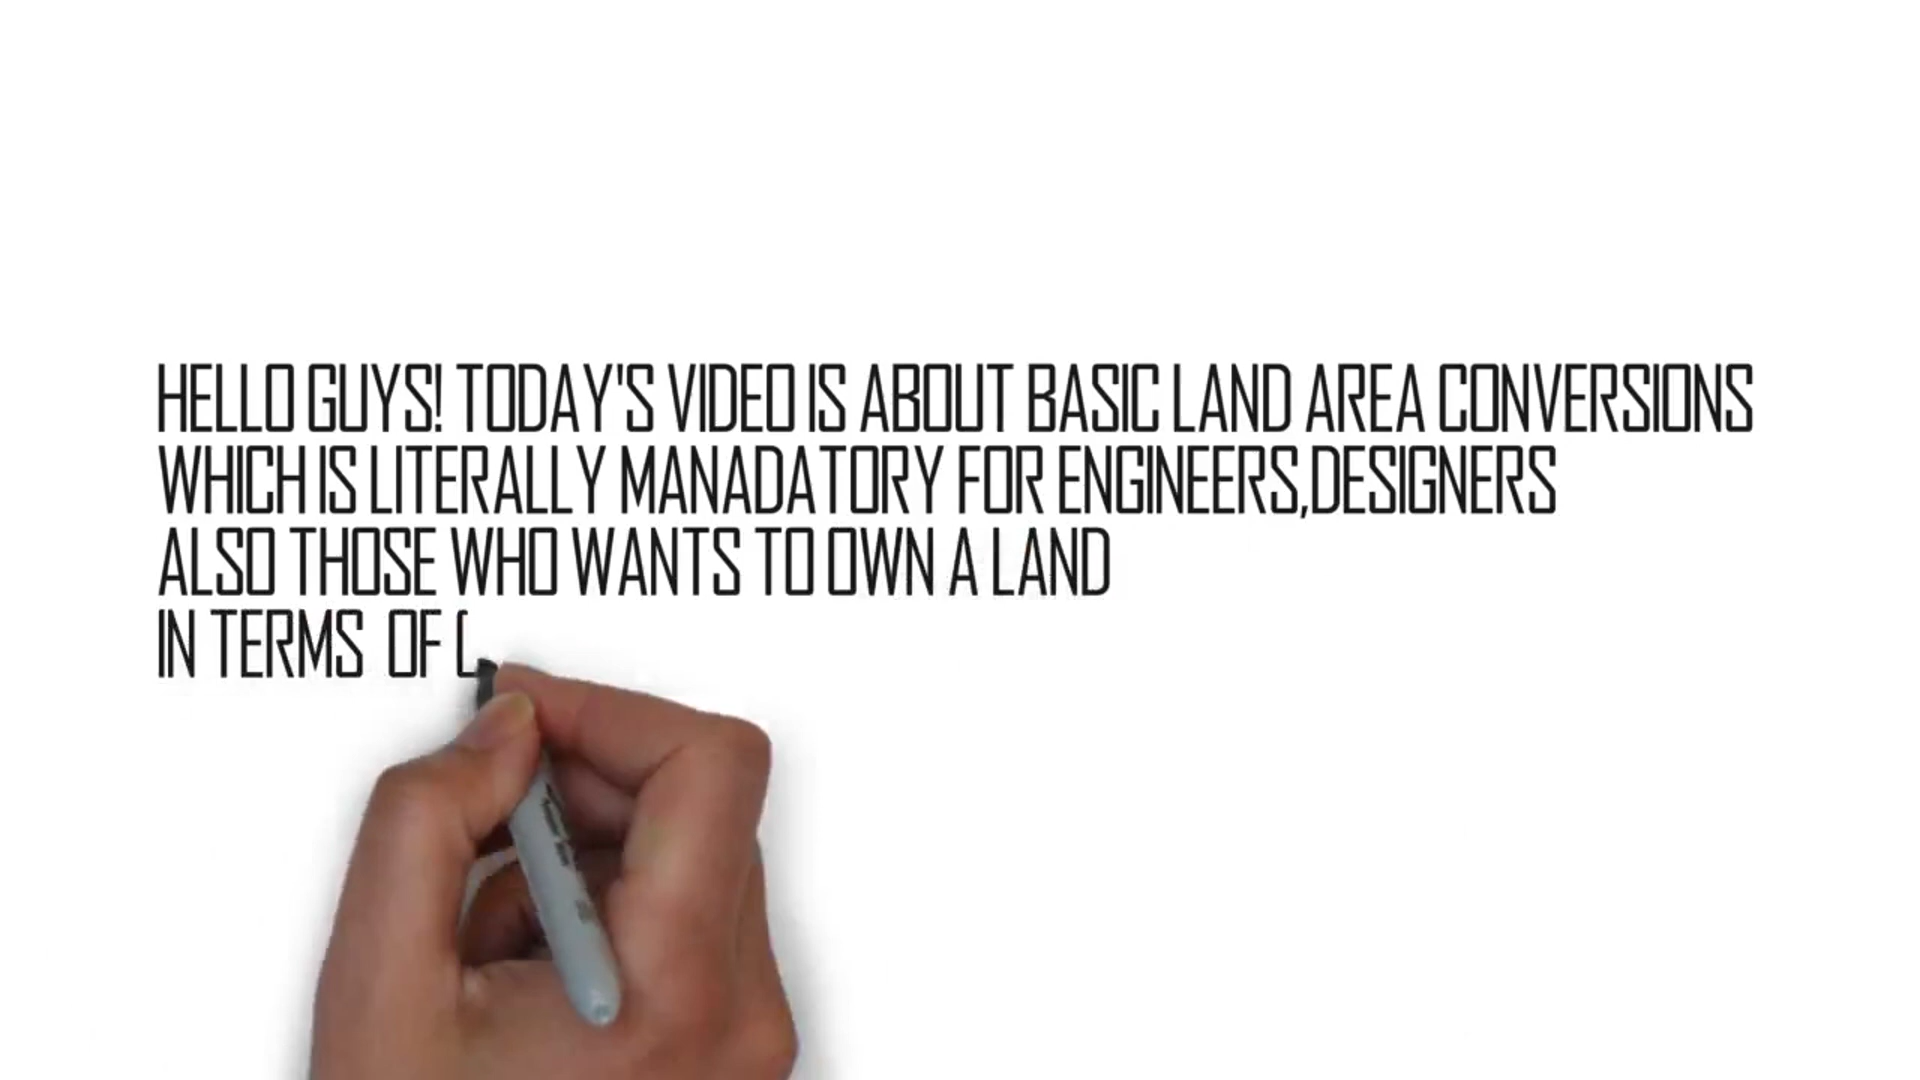 HELLO GUYS! TODAY'S VIDEO IS ABOUT BASIC LAND AREA CONVERSIONS
WHICH IS LITERALLY MANADATORY FOR ENGINEERS,DESIGNERS
ALSO THOSE WHO WANTS TO OWN A LAND
IN TERMS OF